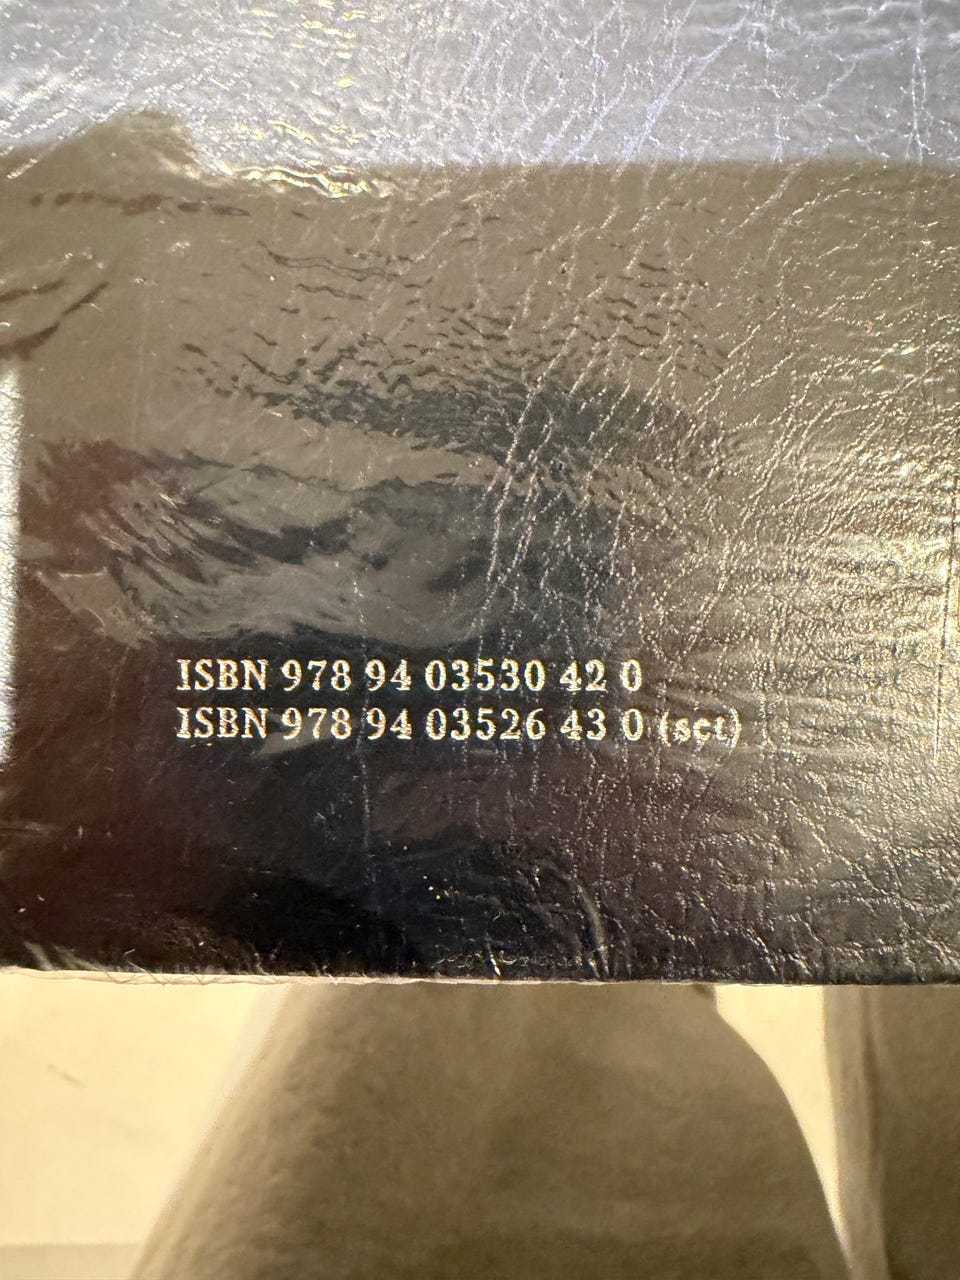 ISBN 978 94 03530 42 0
ISBN 978 94 03526 43 0 (set)